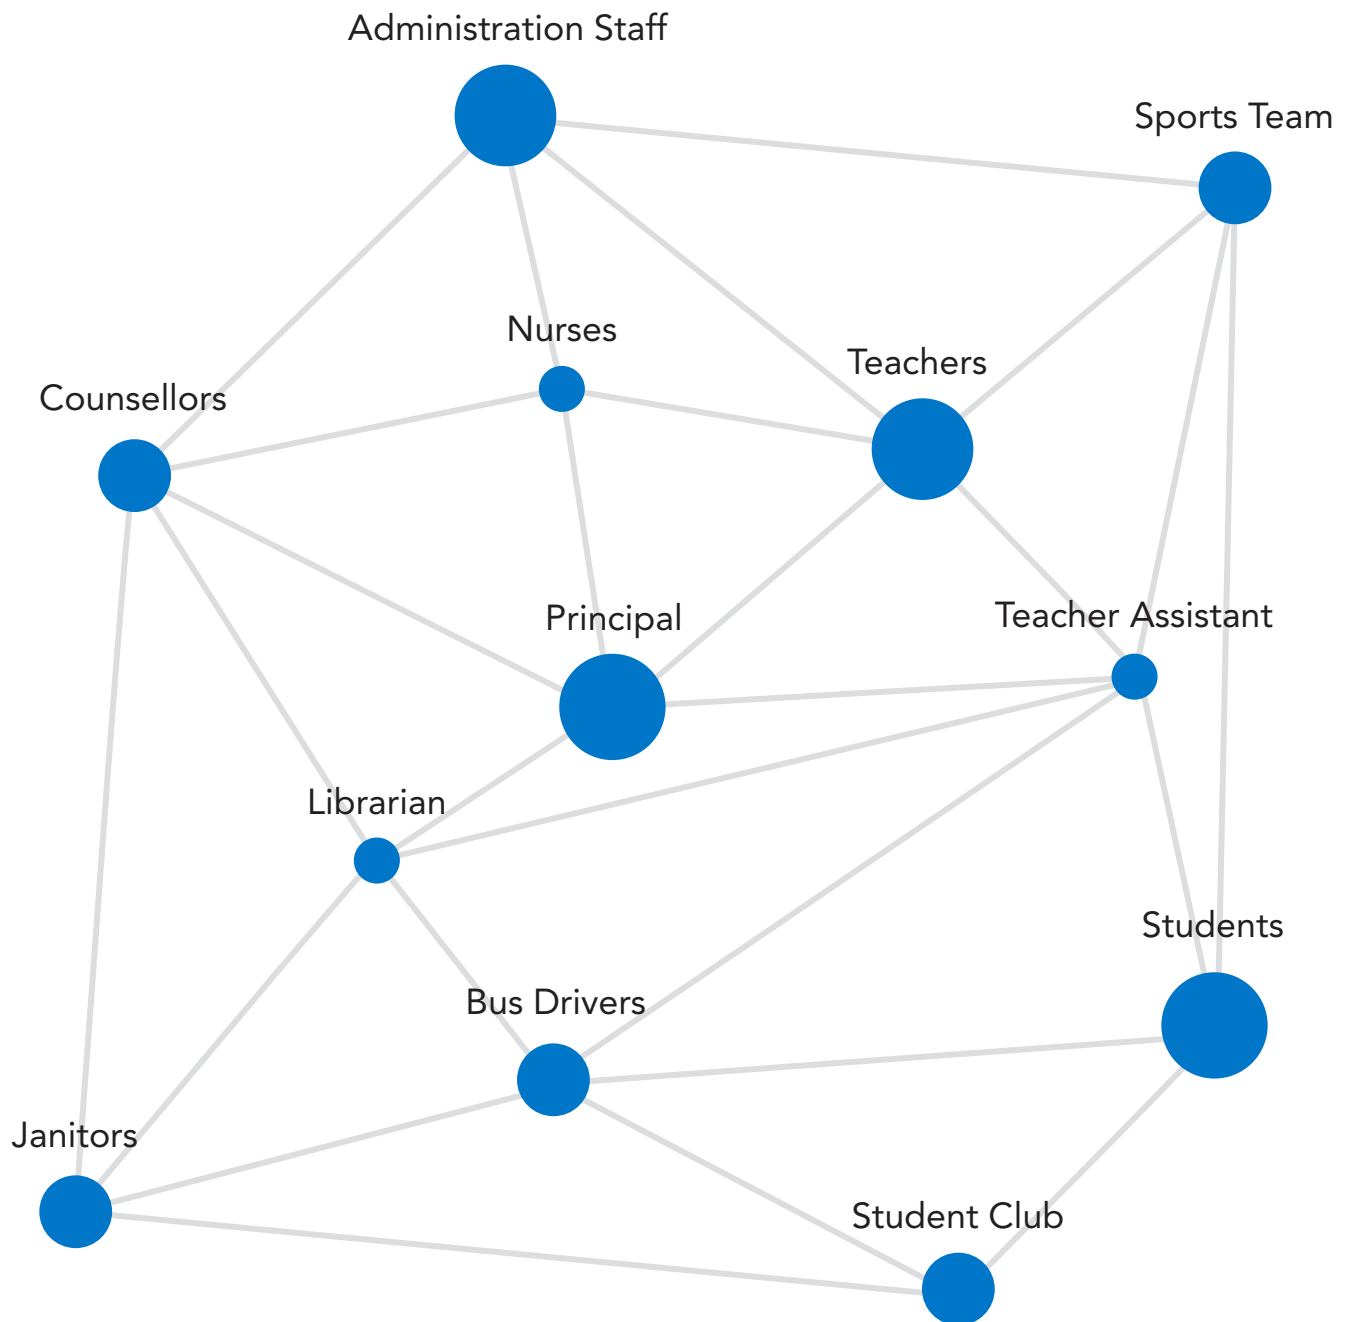 Administration Staff
Sports Team
Nurses
Teachers
Counsellors
Principal
Teacher Assistant
Librarian
Students
Bus Drivers
Janitors
Student Club